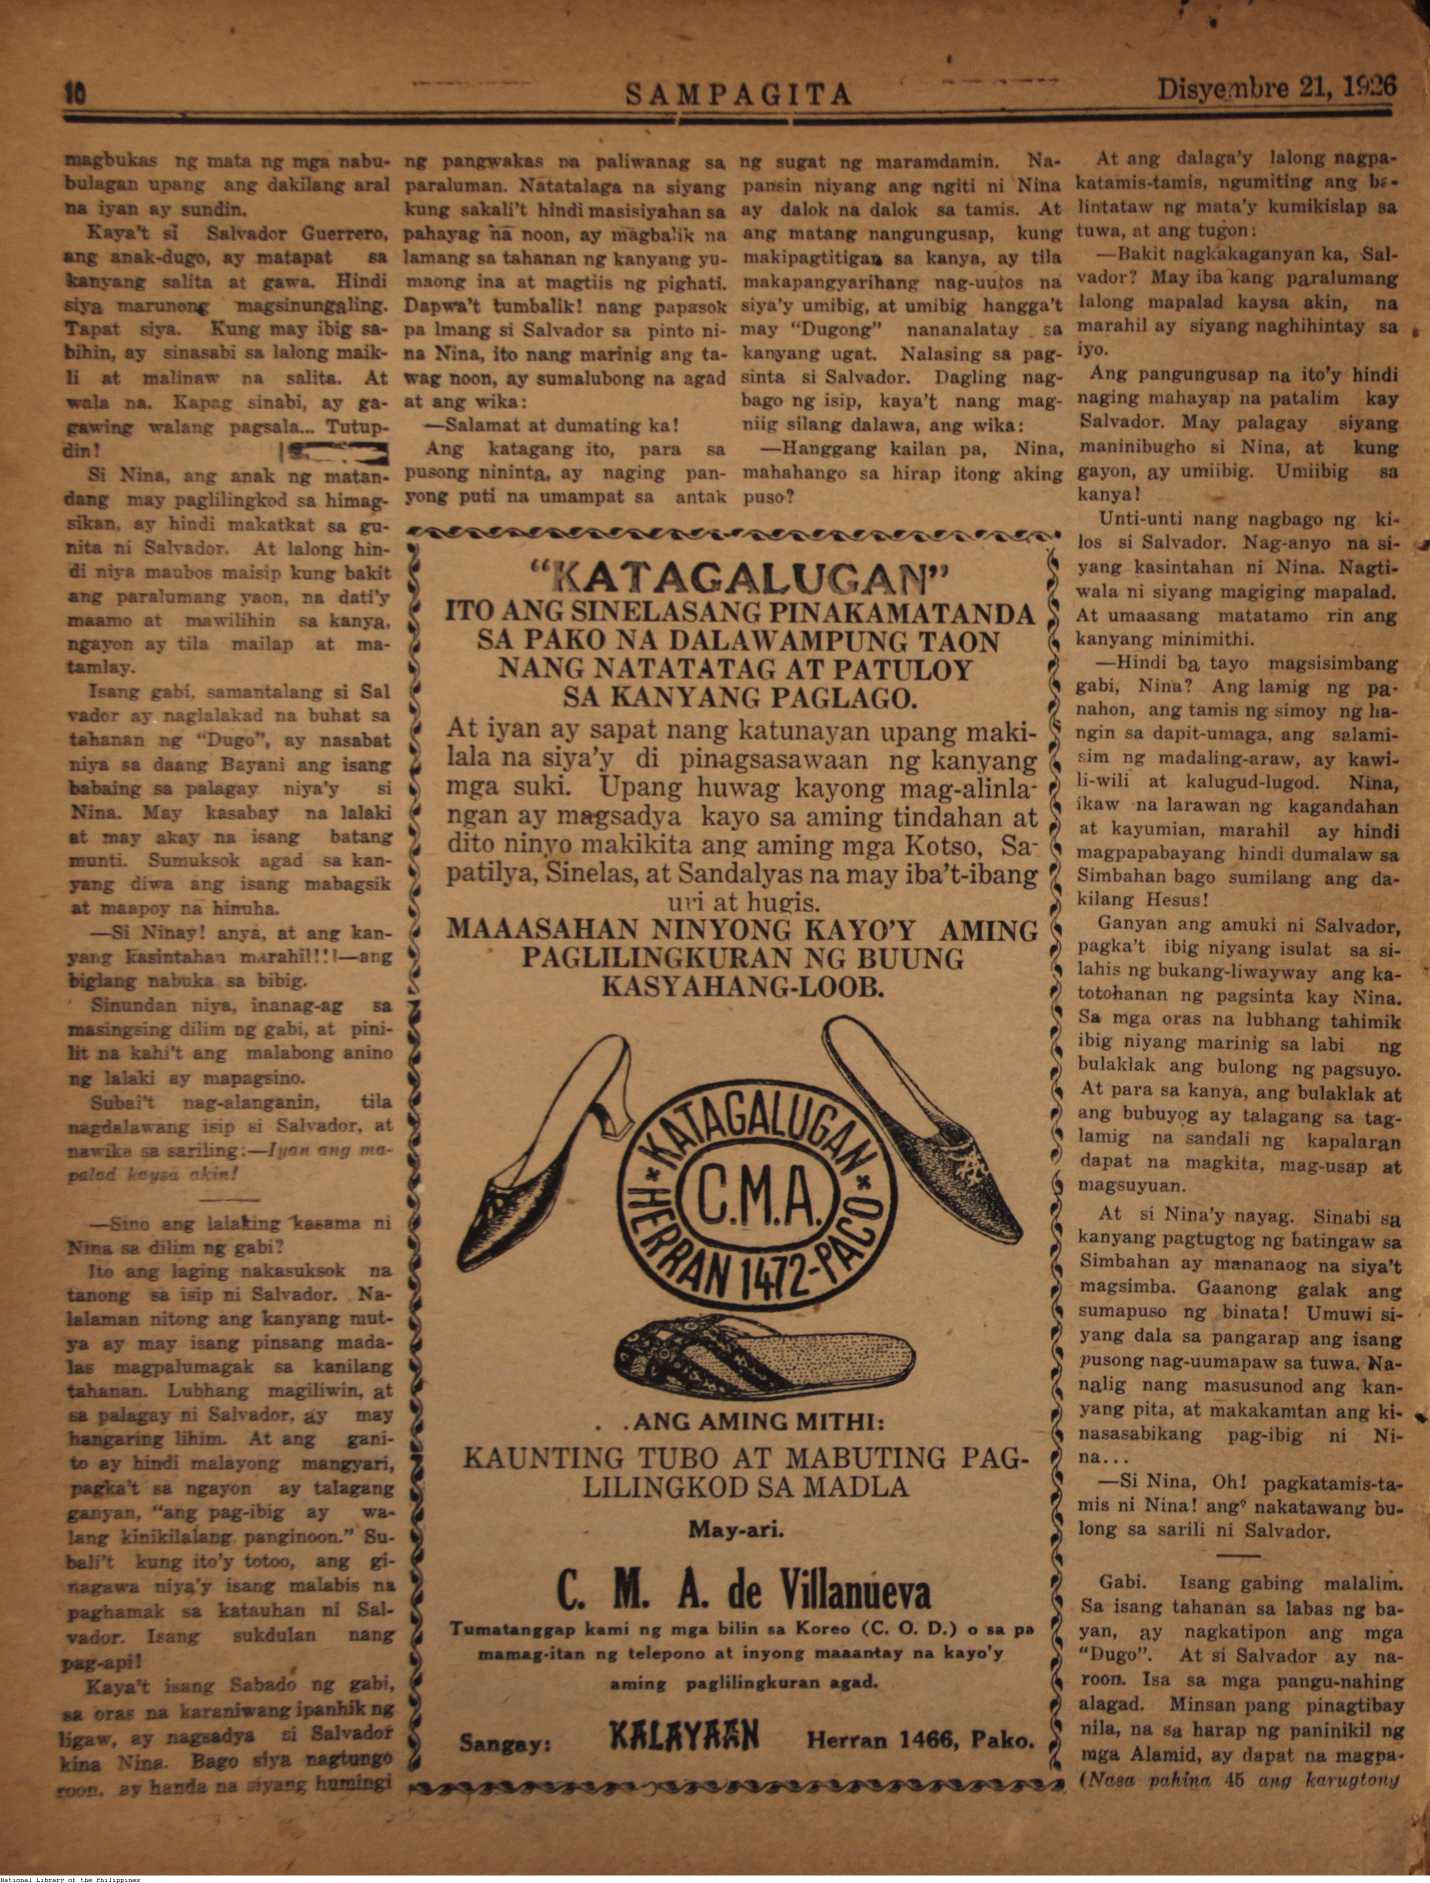 10
SAMPAGITA
Disyembre 21, 1926
magbukas ng mata ng mga nabu-
bulagan upang ang dakilang aral
na iyan ay sundin.
Kaya't si Salvador Guerrero,
ang anak-dugo, ay matapat sa
kanyang salita at gawa. Hindi
siya marunong magsinungaling.
Tapat siya. Kung may ibig sa-
bihin, ay sinasabi sa lalong maik-
li at malinaw na salita. At
wala na. Kapag sinabi, ay ga-
gawing walang pagsala... Tutup-
din!
Si Nina, ang anak ng matan-
dang may paglilingkod sa himag-
sikan, ay hindi makatkat sa gu-
nita ni Salvador. At lalong hin-
di niya maubos maisip kung bakit
ang paralumang yaon, na dati'y
maamo at mawilihin sa kanya,
ngayon ay tila mailap at ma-
tamlay.
Isang gabi, samantalang si Sal
vador ay naglalakad na buhat sa
tahanan ng "Dugo", ay nasabat
niya sa daang Bayani ang isang
babaing sa palagay niya'y si
Nina. May kasabay na lalaki
at may akay na isang batang
munti. Sumuksok agad sa kan-
yang diwa ang isang mabagsik
at maapoy na hinuha.
—Si Ninay! anya, at ang kan-
yang kasintahan marahil!!!—ang
biglang nabuka sa bibig.
Sinundan niya, inanag-ag sa
masingsing dilim ng gabi, at pini-
lit na kahi't ang malabong anino
ng lalaki ay mapagsino.
Subai't nag-alanganin, tila
nagdalawang isip si Salvador, at
nawika sa sariling:—Iyan ang ma-
palad kaysa akin!
—Sino ang lalaking kasama ni
Nina sa dilim ng gabi?
Ito ang laging nakasuksok na
tanong sa isip ni Salvador. Na-
lalaman nitong ang kanyang mut-
ya ay may isang pinsang mada-
las magpalumagak sa kanilang
tahanan. Lubhang magiliwin, at
sa palagay ni Salvador, ay may
hangaring lihim. At ang gani-
to ay hindi malayong mangyari,
pagka't sa ngayon ay talagang
ganyan, "ang pag-ibig ay wa-
lang kinikilalang panginoon." Su-
bali't kung ito'y totoo, ang gi-
nagawa niya'y isang malabis na
paghamak sa katauhan ni Sal-
vador. Isang sukdulan nang
pag-api!
Kaya't isang Sabado ng gabi,
sa oras na karaniwang ipanhik ng
ligaw, ay nagsadya si Salvador
kina Nina. Bago siya nagtungo
roon, ay handa na siyang humingi
ng pangwakas na paliwanag sa
paraluman. Natatalaga na siyang
kung sakali't hindi masisiyahan sa
pahayag na noon, ay magbalik na
lamang sa tahanan ng kanyang yu-
maong ina at magtiis ng pighati.
Dapwa't tumbalik! nang papasok
pa lmang si Salvador sa pinto ni-
na Nina, ito nang marinig ang ta-
wag noon, ay sumalubong na agad
at ang wika:
—Salamat at dumating ka!
Ang katagang ito, para sa
pusong nininta, ay naging pan-
yong puti na umampat sa antak
ng sugat ng maramdamin. Na-
pansin niyang ang ngiti ni Nina
ay dalok na dalok sa tamis. At
ang matang nangungusap, kung
makipagtitigan sa kanya, ay tila
makapangyarihang nag-uutos na
siya'y umibig, at umibig hangga't
may "Dugong" nananalatay sa
kanyang ugat. Nalasing sa pag-
sinta si Salvador. Dagling nag-
bago ng isip, kaya't nang mag-
niig silang dalawa, ang wika:
—Hanggang kailan pa, Nina,
mahahango sa hirap itong aking
puso?
"KATAGALUGAN"
ITO ANG SINELASANG PINAKAMATANDA
SA PAKO NA DALAWAMPUNG TAON
NANG NATATATAG AT PATULOY
SA KANYANG PAGLAGO.
At iyan ay sapat nang katunayan upang maki-
lala na siya'y di pinagsasawaan ng kanyang
mga suki. Upang huwag kayong mag-alinla-
ngan ay magsadya kayo sa aming tindahan at
dito ninyo makikita ang aming mga Kotso, Sa-
patilya, Sinelas, at Sandalyas na may iba't-ibang
uri at hugis.
MAAASAHAN NINYONG KAYO'Y AMING
PAGLILINGKURAN NG BUUNG
KASYAHANG-LOOB.
KATAGALUGAN
C.M.A.
HERRAN 1472-PACO
. .ANG AMING MITHI:
KAUNTING TUBO AT MABUTING PAG-
LILINGKOD SA MADLA
May-ari.
C. M. A. de Villanueva
Tumatanggap kami ng mga bilin sa Koreo (C. O. D.) o sa pa
mamag-itan ng telepono at inyong maaantay na kayo'y
aming paglilingkuran agad.
Sangay: KALAYAAN Herran 1466, Pako.
At ang dalaga'y lalong nagpa-
katamis-tamis, ngumiting ang ba-
lintataw ng mata'y kumikislap sa
tuwa, at ang tugon:
—Bakit nagkakaganyan ka, Sal-
vador? May iba kang paralumang
lalong mapalad kaysa akin, na
marahil ay siyang naghihintay sa
iyo.
Ang pangungusap na ito'y hindi
naging mahayap na patalim kay
Salvador. May palagay siyang
maninibugho si Nina, at kung
gayon, ay umiibig. Umiibig sa
kanya!
Unti-unti nang nagbago ng ki-
los si Salvador. Nag-anyo na si-
yang kasintahan ni Nina. Nagti-
wala ni siyang magiging mapalad.
At umaasang matatamo rin ang
kanyang minimithi.
—Hindi ba tayo magsisimbang
gabi, Nina? Ang lamig ng pa-
nahon, ang tamis ng simoy ng ha-
ngin sa dapit-umaga, ang salami-
sim ng madaling-araw, ay kawi-
li-wili at kalugud-lugod. Nina,
ikaw na larawan ng kagandahan
at kayumian, marahil ay hindi
magpapabayang hindi dumalaw sa
Simbahan bago sumilang ang da-
kilang Hesus!
Ganyan ang amuki ni Salvador,
pagka't ibig niyang isulat sa si-
lahis ng bukang-liwayway ang ka-
totohanan ng pagsinta kay Nina.
Sa mga oras na lubhang tahimik
ibig niyang marinig sa labi ng
bulaklak ang bulong ng pagsuyo.
At para sa kanya, ang bulaklak at
ang bubuyog ay talagang sa tag-
lamig na sandali ng kapalaran
dapat na magkita, mag-usap at
magsuyuan.
At si Nina'y nayag. Sinabi sa
kanyang pagtugtog ng batingaw sa
Simbahan ay mananaog na siya't
magsimba. Gaanong galak ang
sumapuso ng binata! Umuwi si-
yang dala sa pangarap ang isang
pusong nag-uumapaw sa tuwa. Na-
nalig nang masusunod ang kan-
yang pita, at makakamtan ang ki-
nasasabikang pag-ibig ni Ni-
na...
—Si Nina, Oh! pagkatamis-ta-
mis ni Nina! ang nakatawang bu-
long sa sarili ni Salvador.
Gabi. Isang gabing malalim.
Sa isang tahanan sa labas ng ba-
yan, ay nagkatipon ang mga
"Dugo". At si Salvador ay na-
roon. Isa sa mga pangu-nahing
alagad. Minsan pang pinagtibay
nila, na sa harap ng paninikil ng
mga Alamid, ay dapat na magpa-
(Nasa pahina 45 ang karugtong
National Library of the Philippines